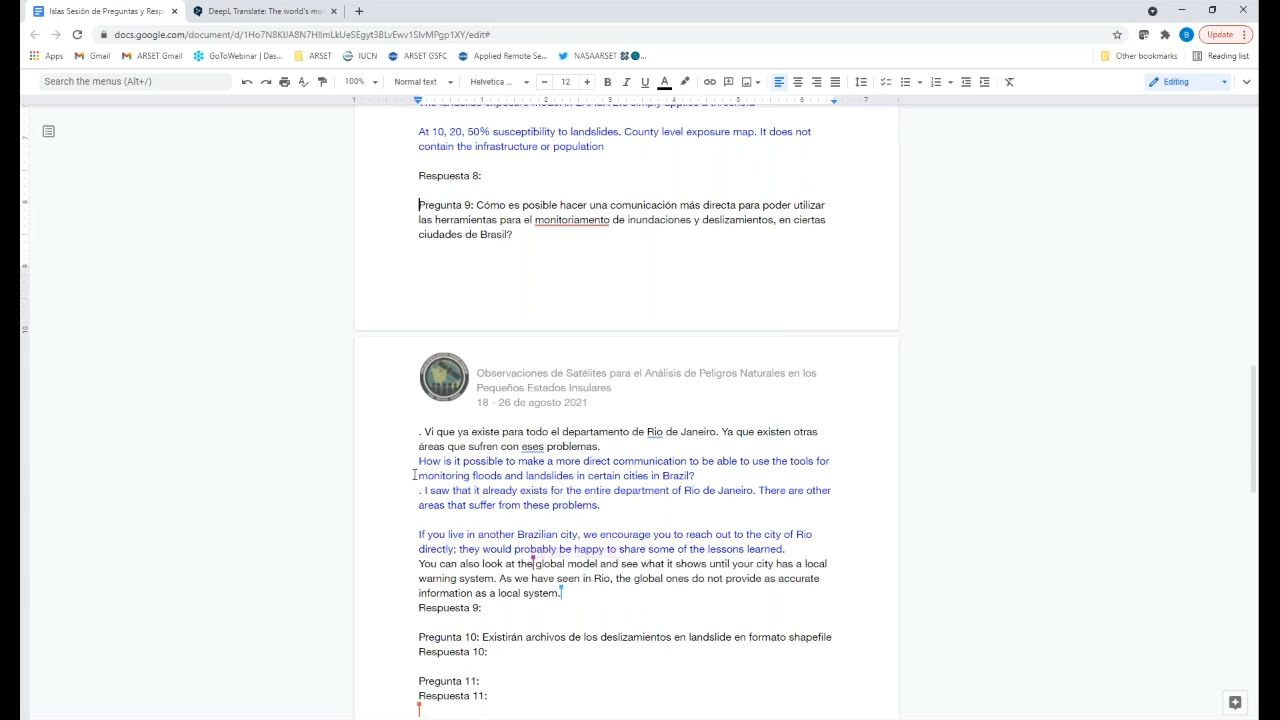 Islas Sesión de Preguntas y Resp
DeepL Translate: The world's mo
docs.google.com/document/d/1Ho7N8KUA8N7HIImLkUeSEgyt3BLvEwv1SlvMPgp1XY/edit#
Update
Apps
Gmail
ARSET Gmail
GoToWebinar | Das...
ARSET
IUCN
ARSET GSFC
Applied Remote Se...
NASAARSET
Other bookmarks
Reading list
Search the menus (Alt+/)
100%
Normal text
Helvetica ...
12
Editing
At 10, 20, 50% susceptibility to landslides. County level exposure map. It does not
contain the infrastructure or population
Respuesta 8:
Pregunta 9: Cómo es posible hacer una comunicación más directa para poder utilizar
las herramientas para el monitoriamento de inundaciones y deslizamientos, en ciertas
ciudades de Brasil?
Observaciones de Satélites para el Análisis de Peligros Naturales en los
Pequeños Estados Insulares
18 - 26 de agosto 2021
. Vi que ya existe para todo el departamento de Rio de Janeiro. Ya que existen otras
áreas que sufren con eses problemas.
How is it possible to make a more direct communication to be able to use the tools for
monitoring floods and landslides in certain cities in Brazil?
. I saw that it already exists for the entire department of Rio de Janeiro. There are other
areas that suffer from these problems.
If you live in another Brazilian city, we encourage you to reach out to the city of Rio
directly; they would probably be happy to share some of the lessons learned.
You can also look at the global model and see what it shows until your city has a local
warning system. As we have seen in Rio, the global ones do not provide as accurate
information as a local system.
Respuesta 9:
Pregunta 10: Existirán archivos de los deslizamientos en landslide en formato shapefile
Respuesta 10:
Pregunta 11:
Respuesta 11: